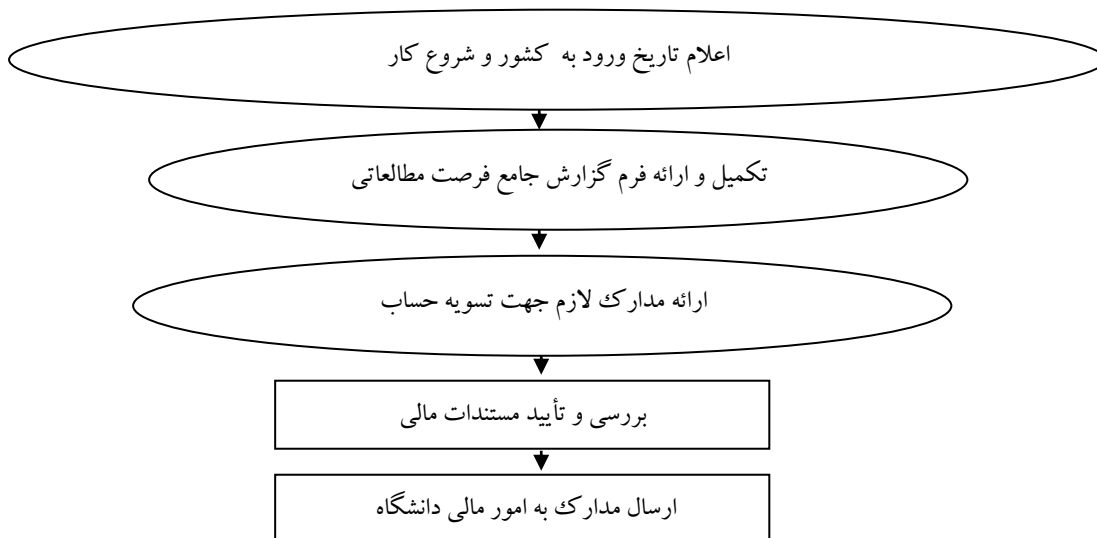 اعلام تاریخ ورود به کشور و شروع کار
تکمیل و ارائه فرم گزارش جامع فرصت مطالعاتی
ارائه مدارک لازم جهت تسویه حساب
بررسی و تأیید مستندات مالی
ارسال مدارک به امور مالی دانشگاه